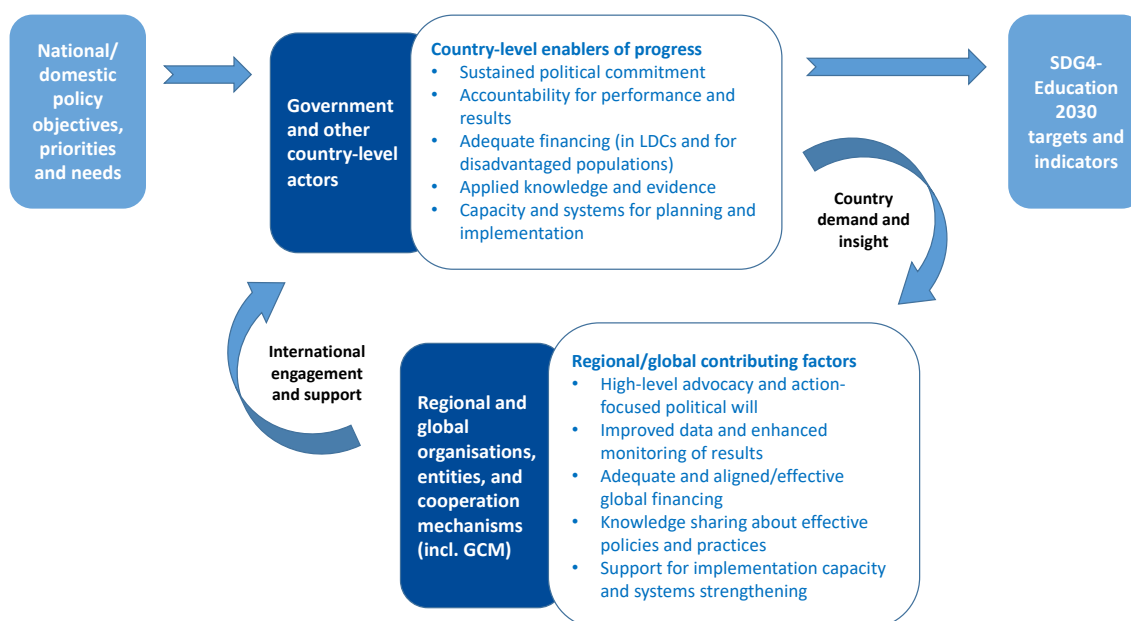 National/
domestic
policy
objectives,
priorities
and needs
Government
and other
country-level
actors
Country-level enablers of progress
• Sustained political commitment
• Accountability for performance and
results
• Adequate financing (in LDCs and for
disadvantaged populations)
• Applied knowledge and evidence
• Capacity and systems for planning and
implementation
SDG4-
Education
2030
targets and
indicators
Country
demand and
insight
International
engagement
and support
Regional and
global
organisations,
entities, and
cooperation
mechanisms
(incl. GCM)
Regional/global contributing factors
• High-level advocacy and action-
focused political will
• Improved data and enhanced
monitoring of results
• Adequate and aligned/effective
global financing
• Knowledge sharing about effective
policies and practices
• Support for implementation capacity
and systems strengthening